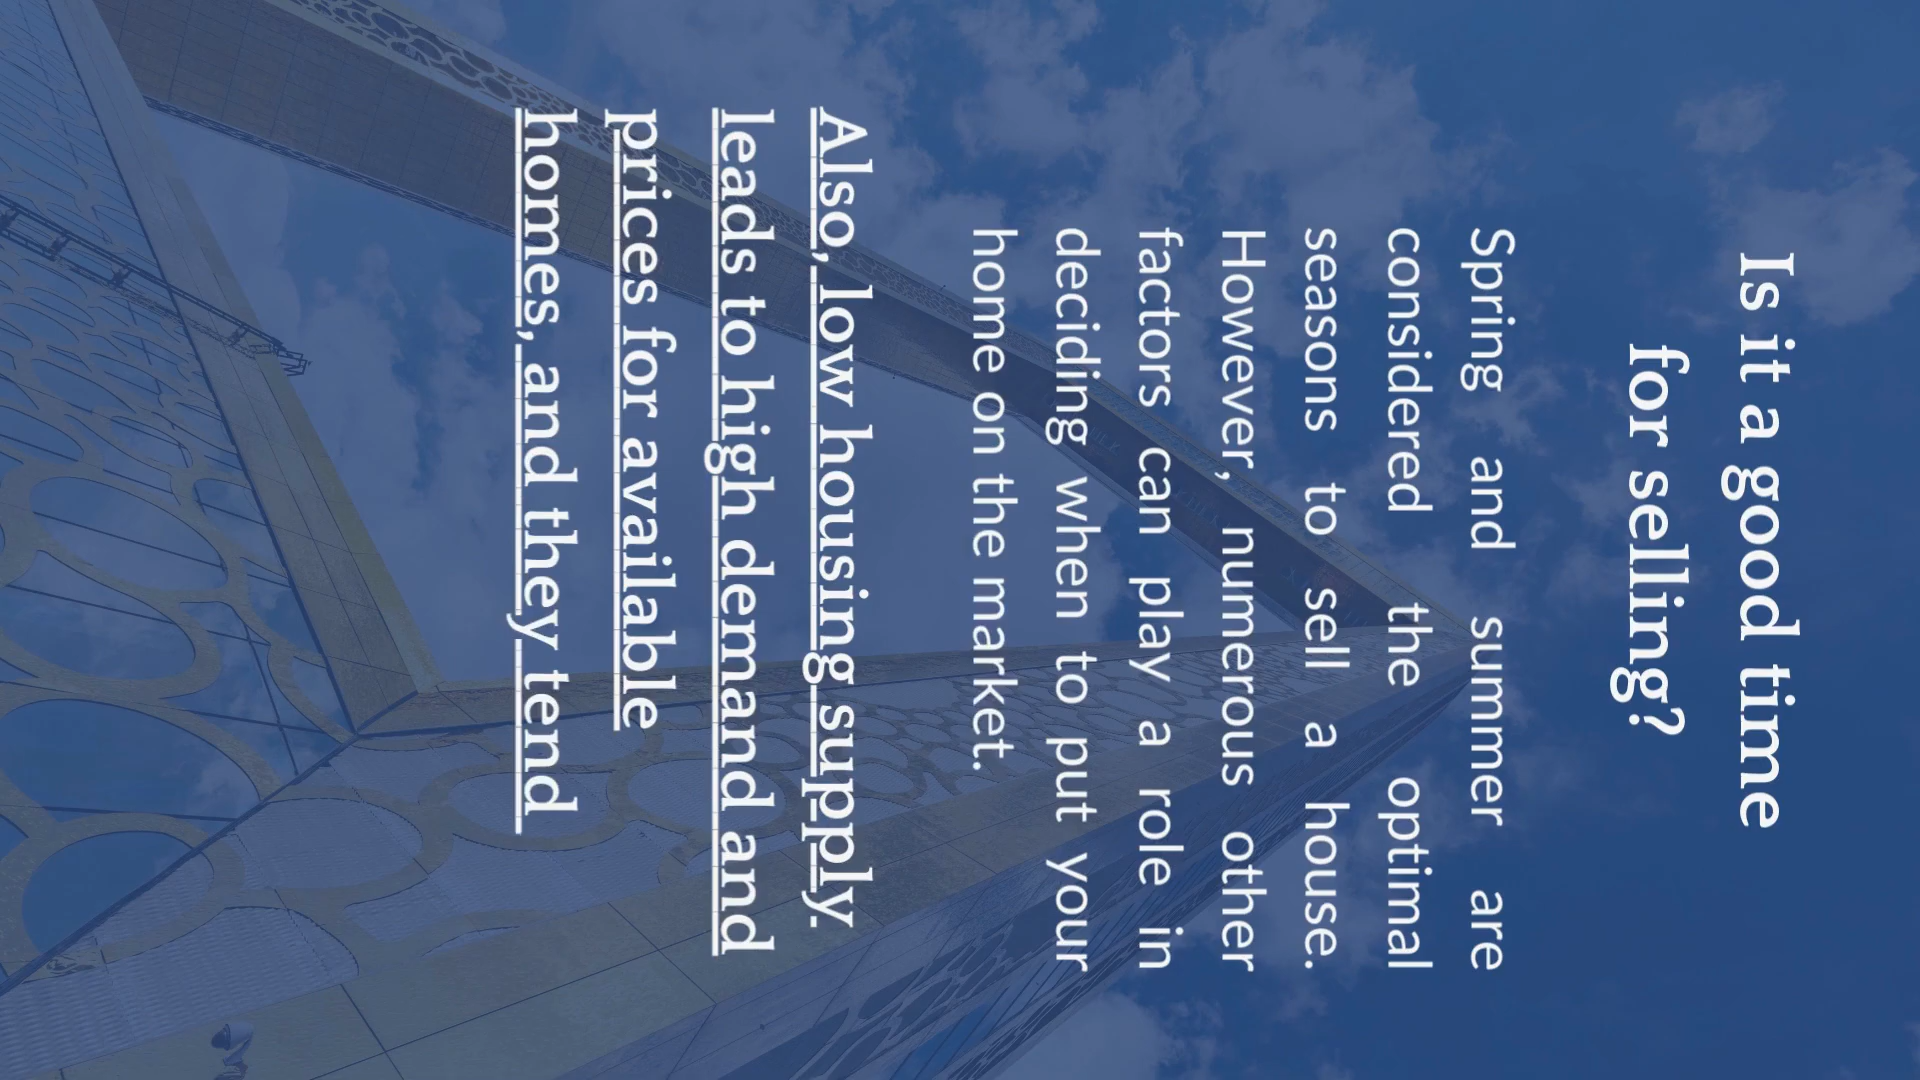 Is it a good time
for selling?
Spring and summer are
considered the optimal
seasons to sell a house.
However, numerous other
factors can play a role in
deciding when to put your
home on the market.
Also, low housing supply.
leads to high demand and
prices for available
homes, and they tend